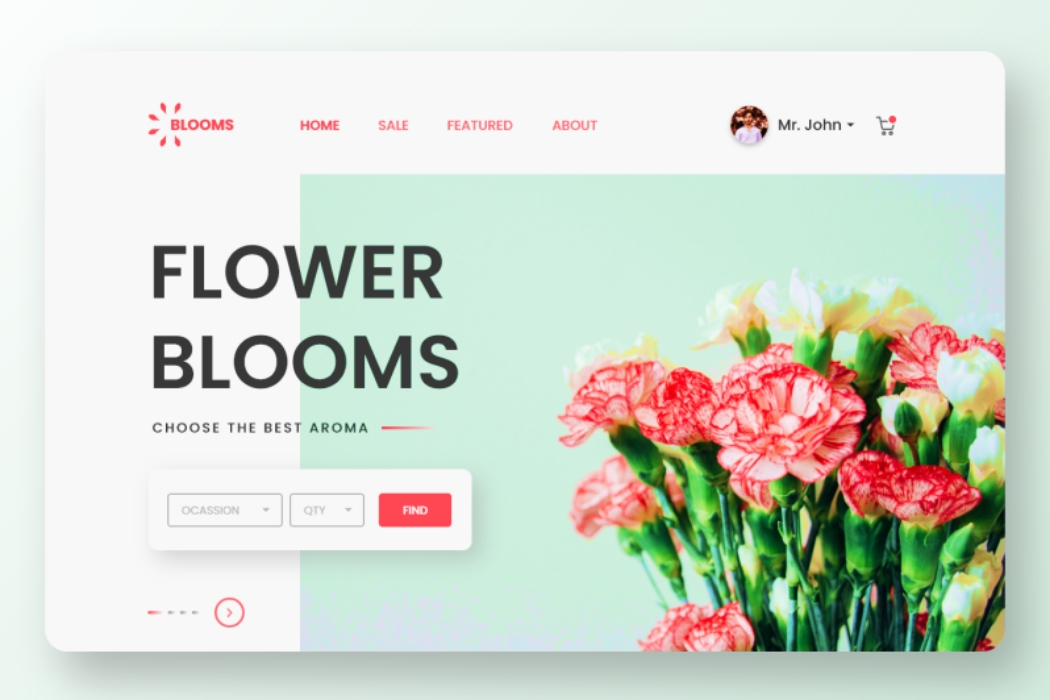 BLOOMS
HOME SALE FEATURED ABOUT
Mr. John
FLOWER
BLOOMS
CHOOSE THE BEST AROMA
OCASSION QTY FIND